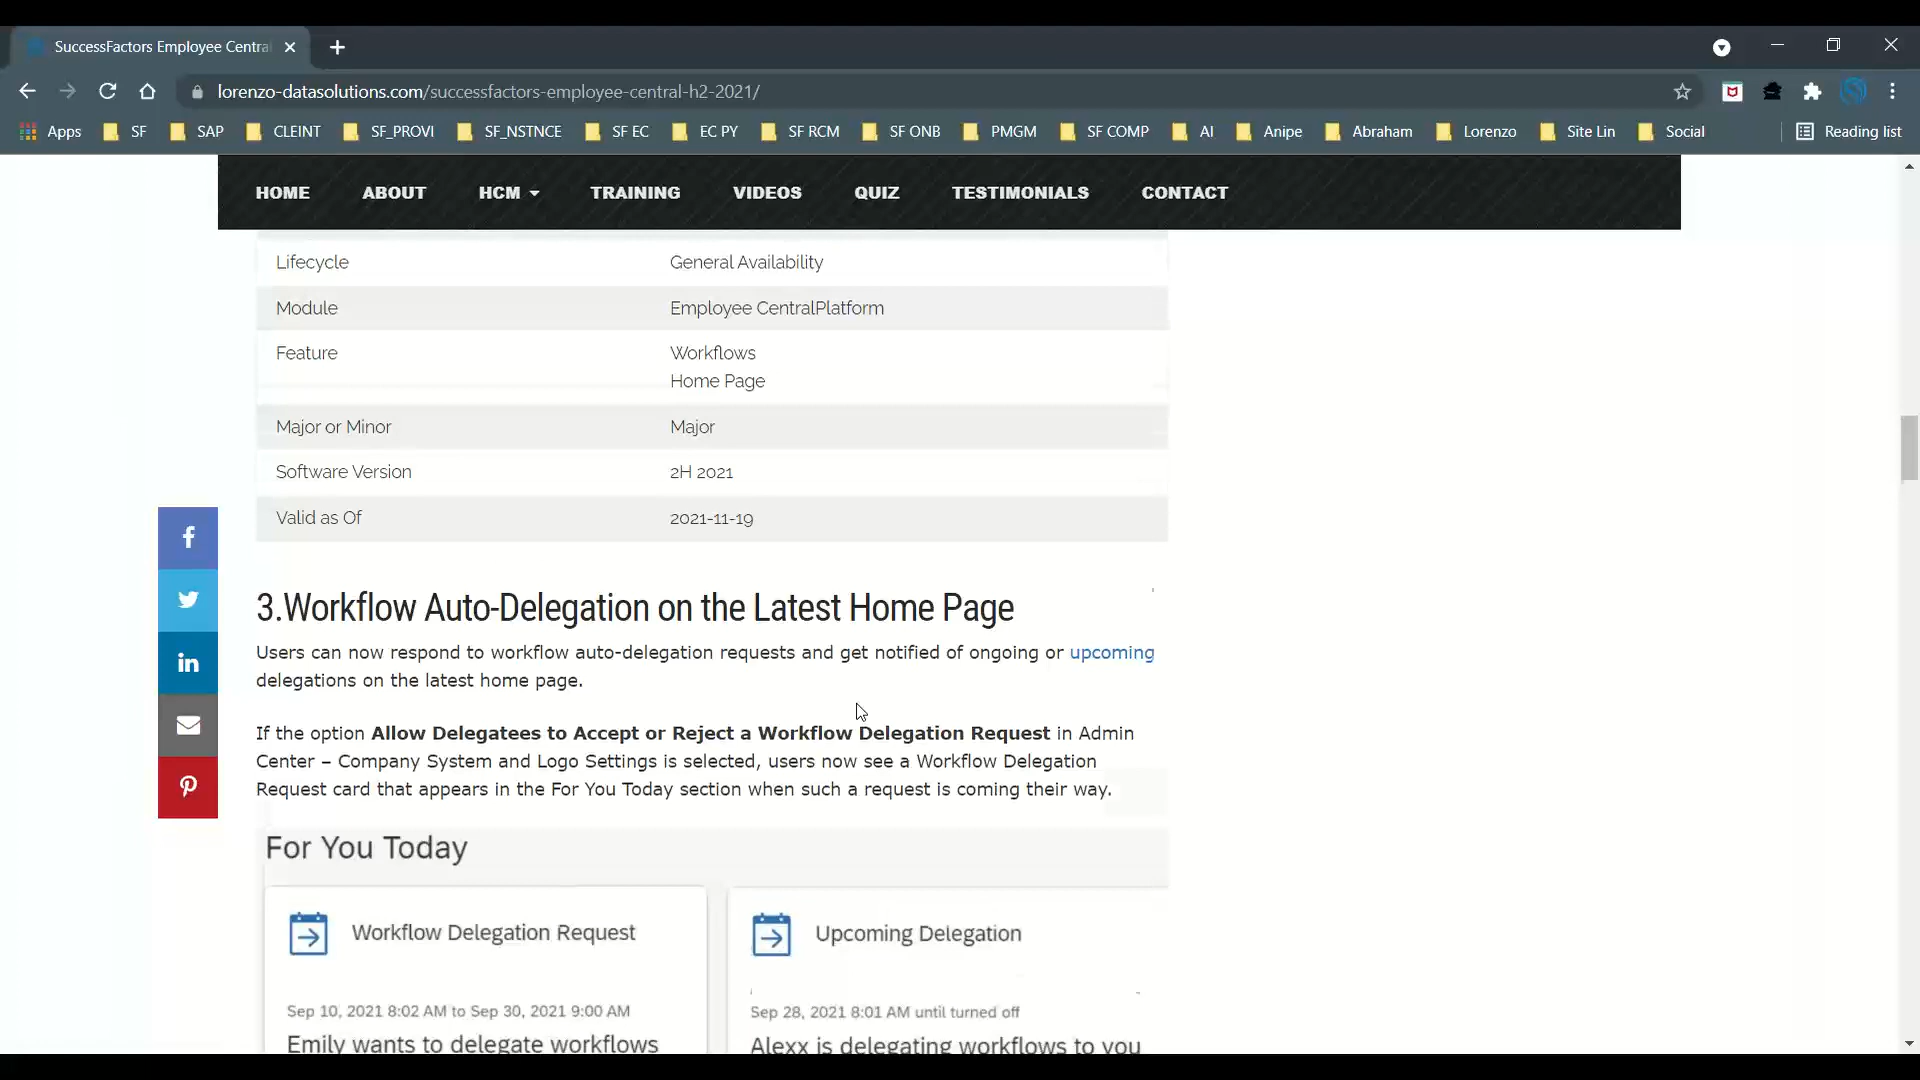 SuccessFactors Employee Centra
lorenzo-datasolutions.com/successfactors-employee-central-h2-2021/
Apps SF SAP CLEINT SF_PROVI SF_NSTNCE SF EC EC PY SF RCM SF ONB PMGM SF COMP AI Anipe Abraham Lorenzo Site Lin Social Reading list
HOME ABOUT HCM TRAINING VIDEOS QUIZ TESTIMONIALS CONTACT
Lifecycle General Availability
Module Employee CentralPlatform
Feature Workflows
Home Page
Major or Minor Major
Software Version 2H 2021
Valid as Of 2021-11-19
3.Workflow Auto-Delegation on the Latest Home Page
Users can now respond to workflow auto-delegation requests and get notified of ongoing or upcoming
delegations on the latest home page.
If the option Allow Delegatees to Accept or Reject a Workflow Delegation Request in Admin
Center – Company System and Logo Settings is selected, users now see a Workflow Delegation
Request card that appears in the For You Today section when such a request is coming their way.
For You Today
Workflow Delegation Request Upcoming Delegation
Sep 10, 2021 8:02 AM to Sep 30, 2021 9:00 AM Sep 28, 2021 8:01 AM until turned off
Emily wants to delegate workflows Alexx is delegating workflows to you